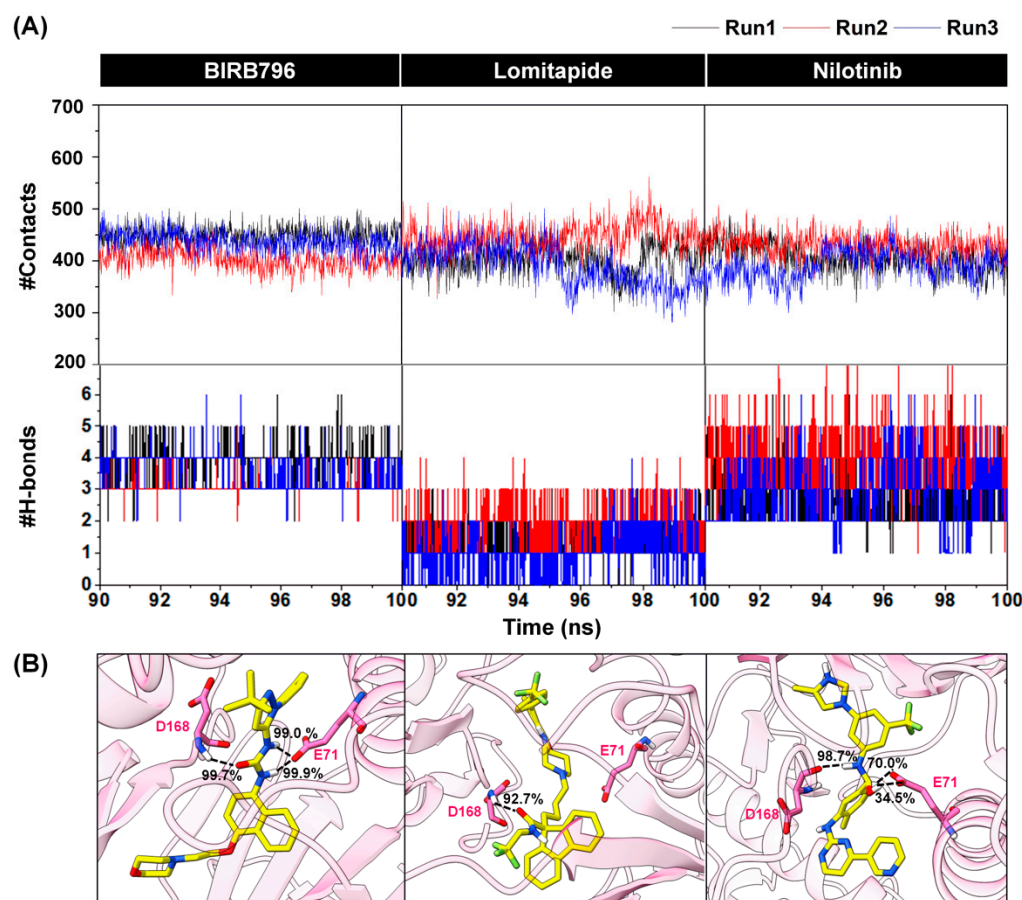 (A)
Run1 Run2 Run3
BIRB796 Lomitapide Nilotinib
700
600
500
400
300
200
#Contacts
6
5
4
3
2
1
0
#H-bonds
90 92 94 96 98 100 92 94 96 98 100 92 94 96 98 100
Time (ns)
(B)
D168 99.0 % E71 99.7% 99.9%
E71 D168 92.7%
98.7% 70.0% E71 D168 34.5%